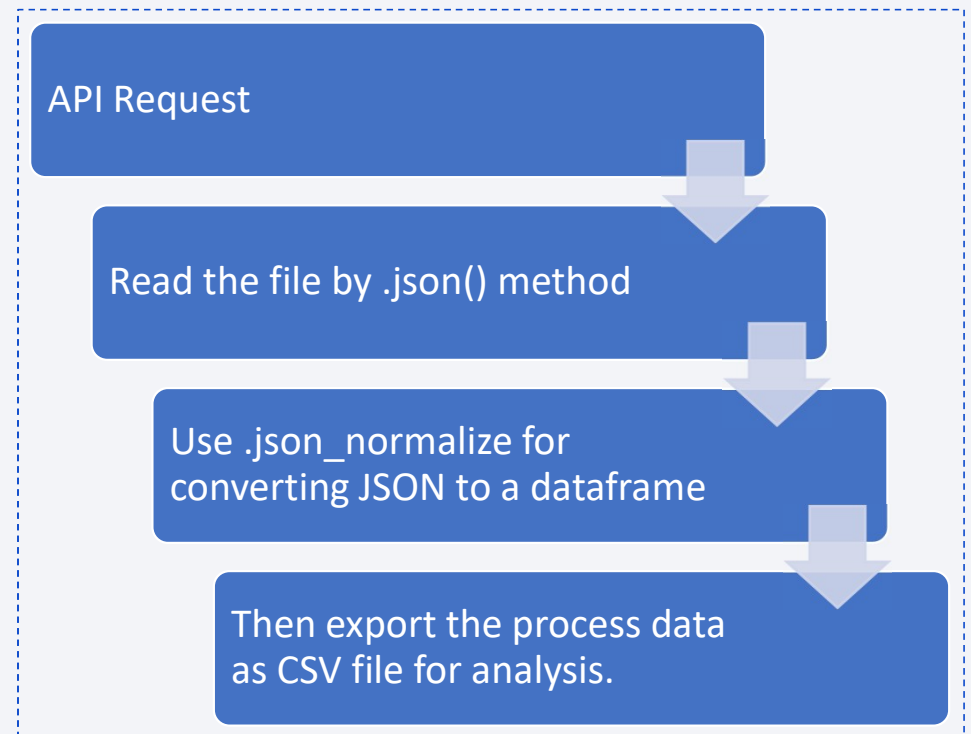 API Request
Read the file by .json() method
Use .json_normalize for
converting JSON to a dataframe
Then export the process data
as CSV file for analysis.